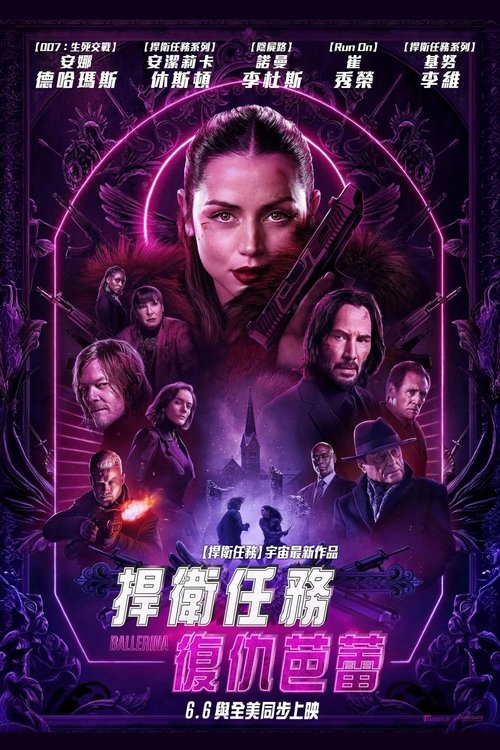 【007：生死交戰】 【捍衛任務系列】 【陰屍路】 【Run On】 【捍衛任務系列】
安娜 安潔莉卡 諾曼 崔 基努
德哈瑪斯 休斯頓 李杜斯 秀榮 李維
【捍衛任務】宇宙最新作品
捍衛任務
BALLERINA
復仇芭蕾
6.6與全美同步上映
LIONSGATE